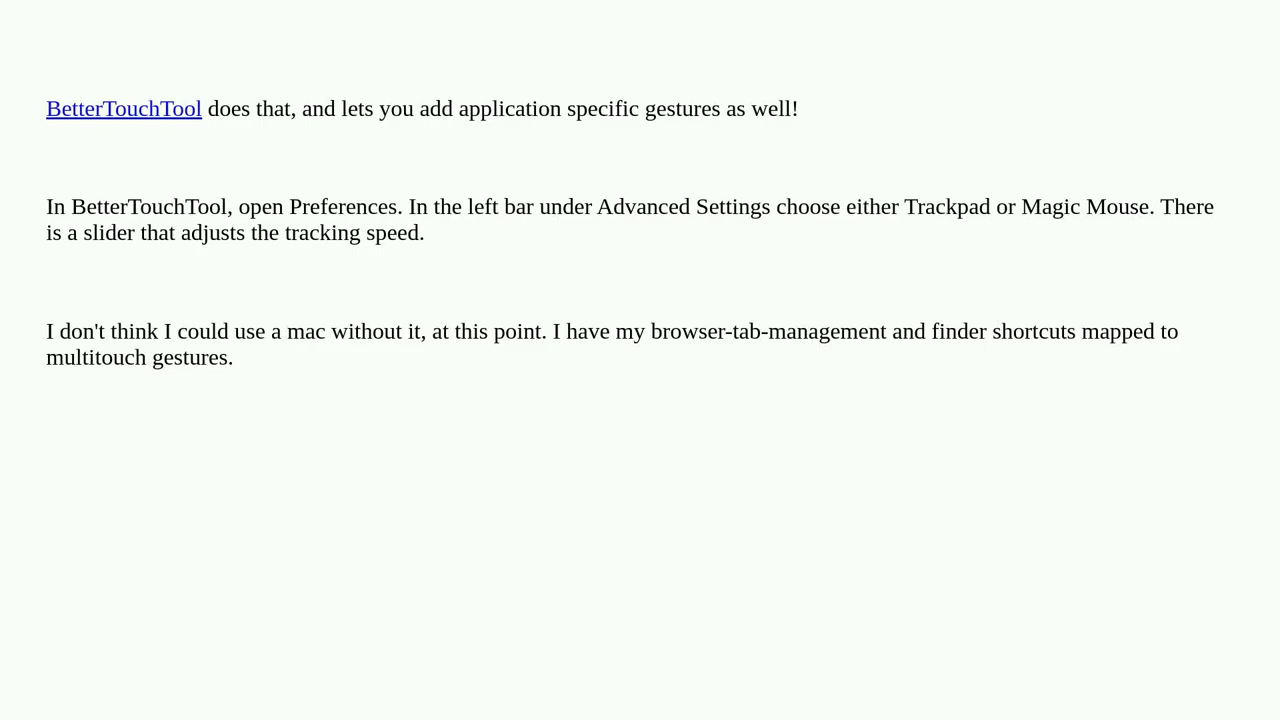 BetterTouchTool does that, and lets you add application specific gestures as well!
In BetterTouchTool, open Preferences. In the left bar under Advanced Settings choose either Trackpad or Magic Mouse. There
is a slider that adjusts the tracking speed.
I don't think I could use a mac without it, at this point. I have my browser-tab-management and finder shortcuts mapped to
multitouch gestures.